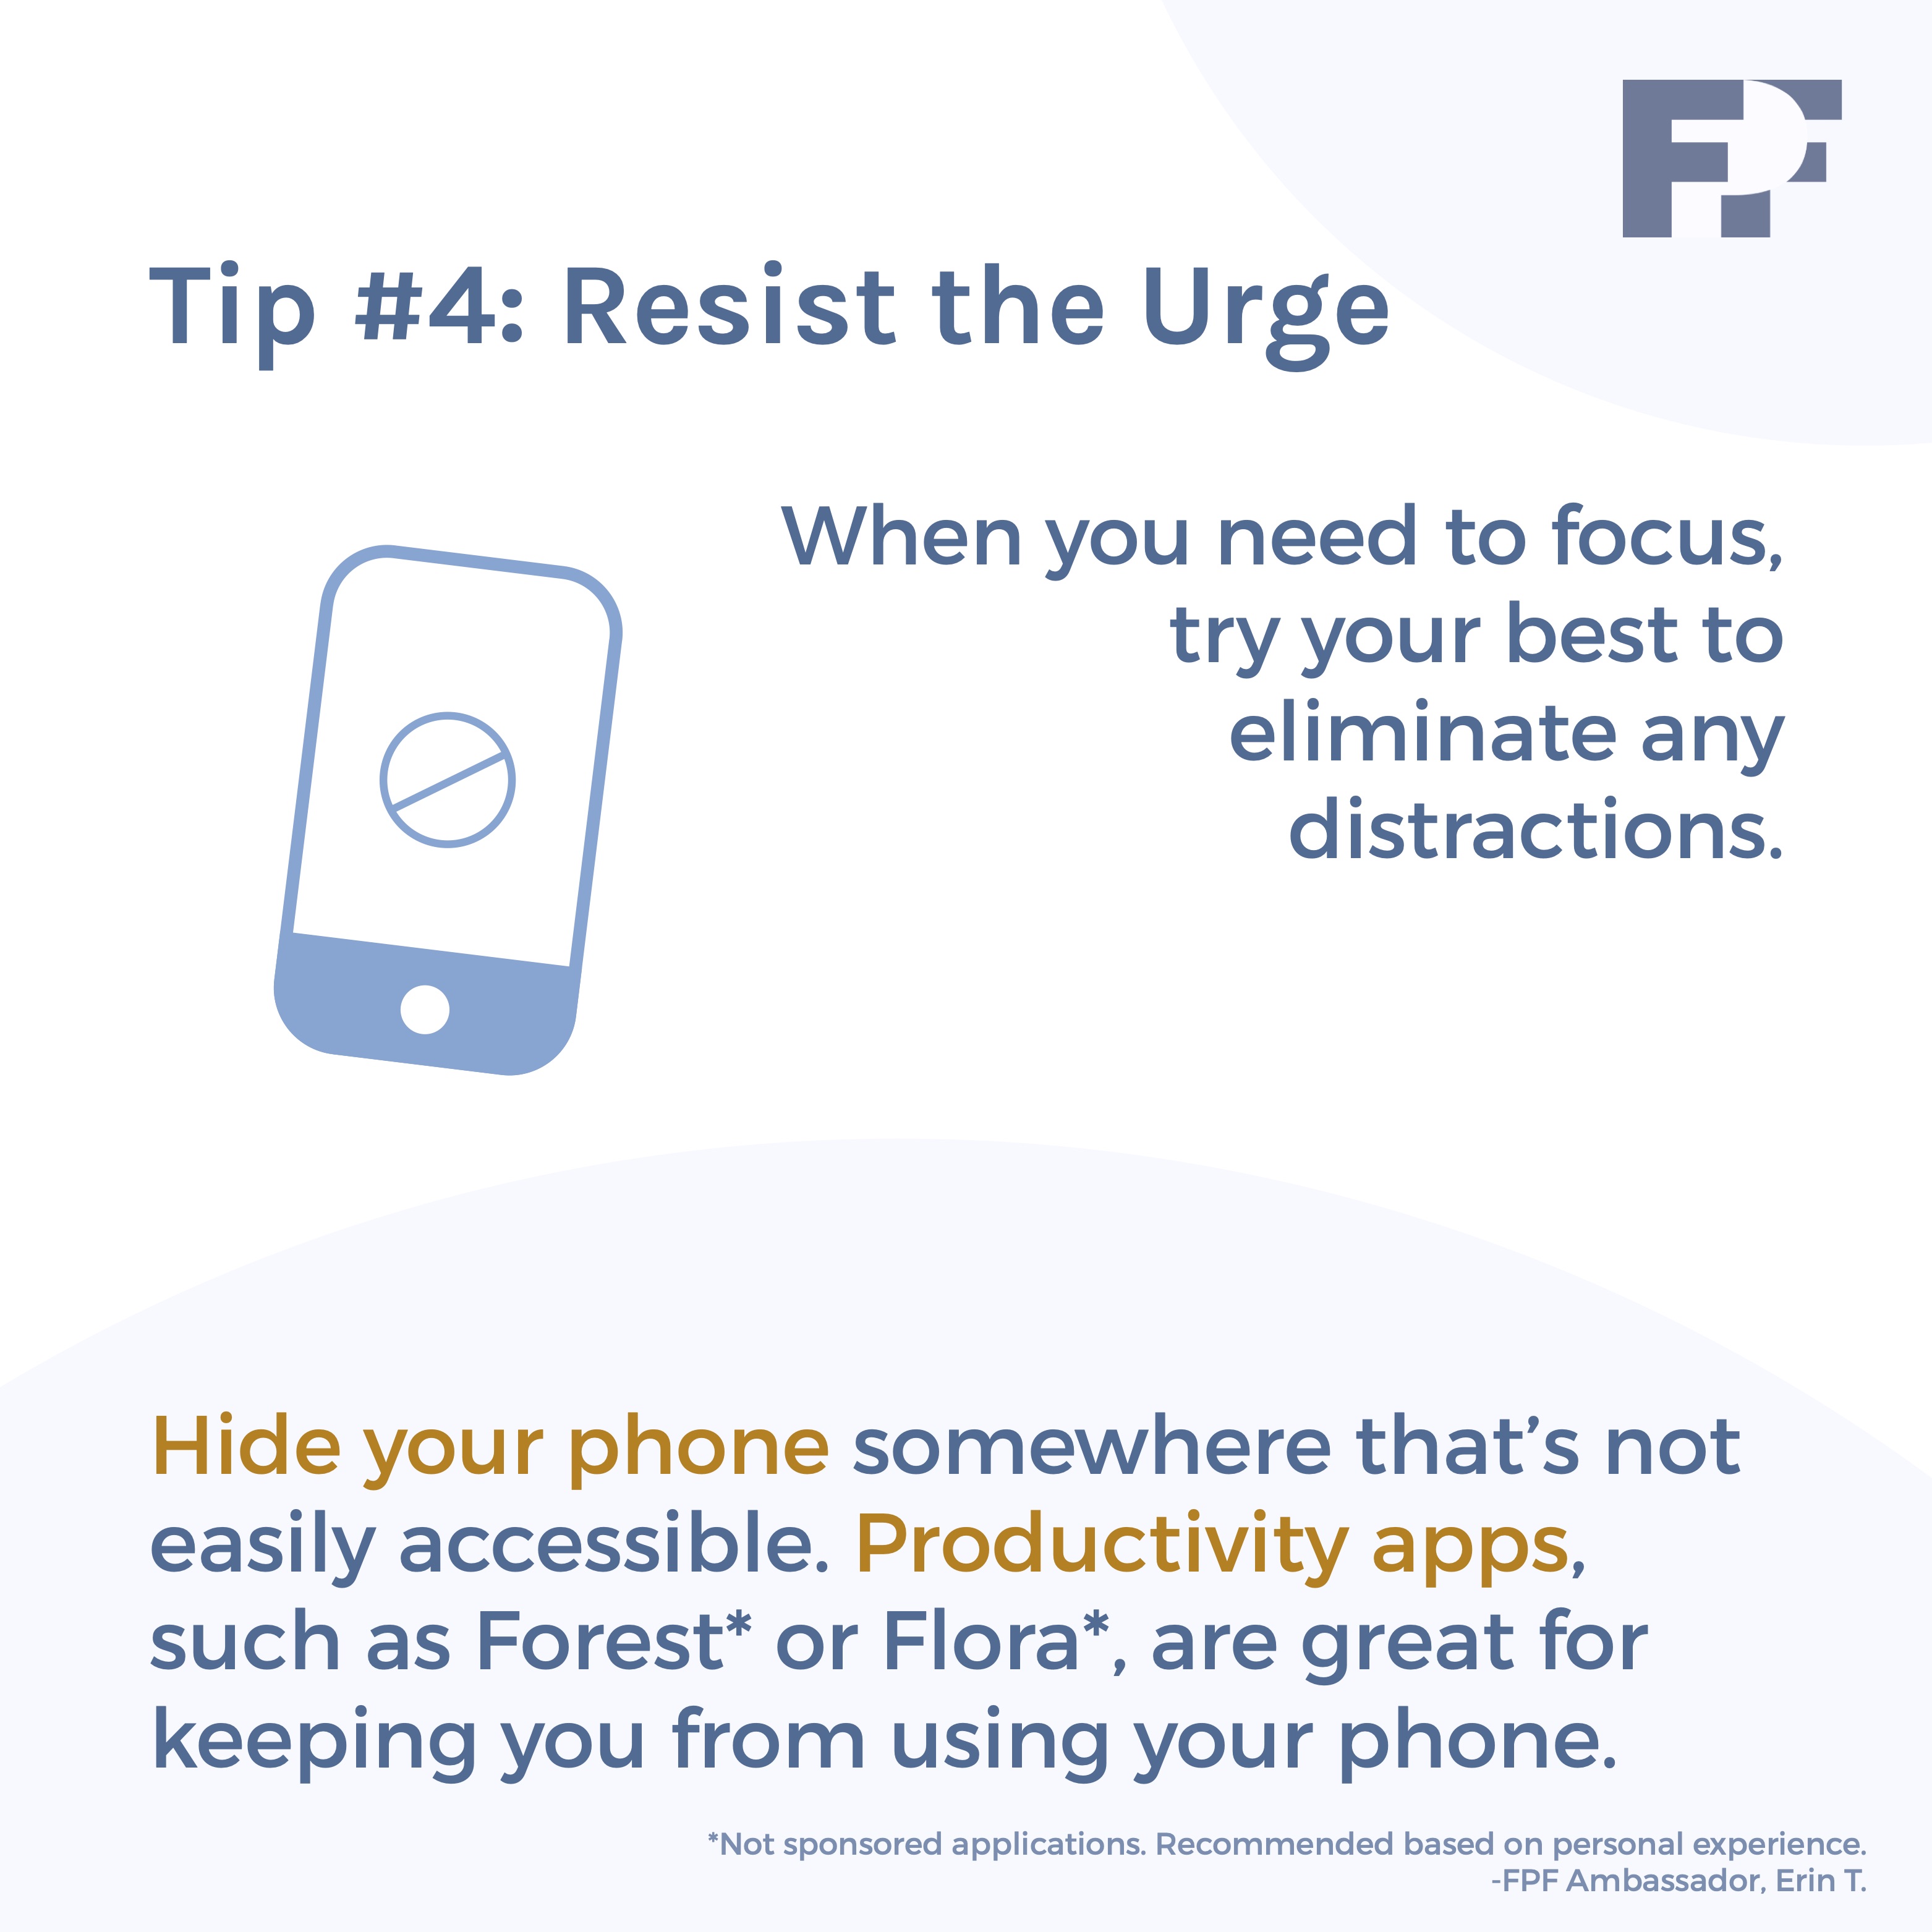 FPF
Tip #4: Resist the Urge
When you need to focus,
try your best to
eliminate any
distractions.
Hide your phone somewhere that’s not
easily accessible. Productivity apps,
such as Forest* or Flora*, are great for
keeping you from using your phone.
*Not sponsored applications. Recommended based on personal experience.
-FPF Ambassador, Erin T.